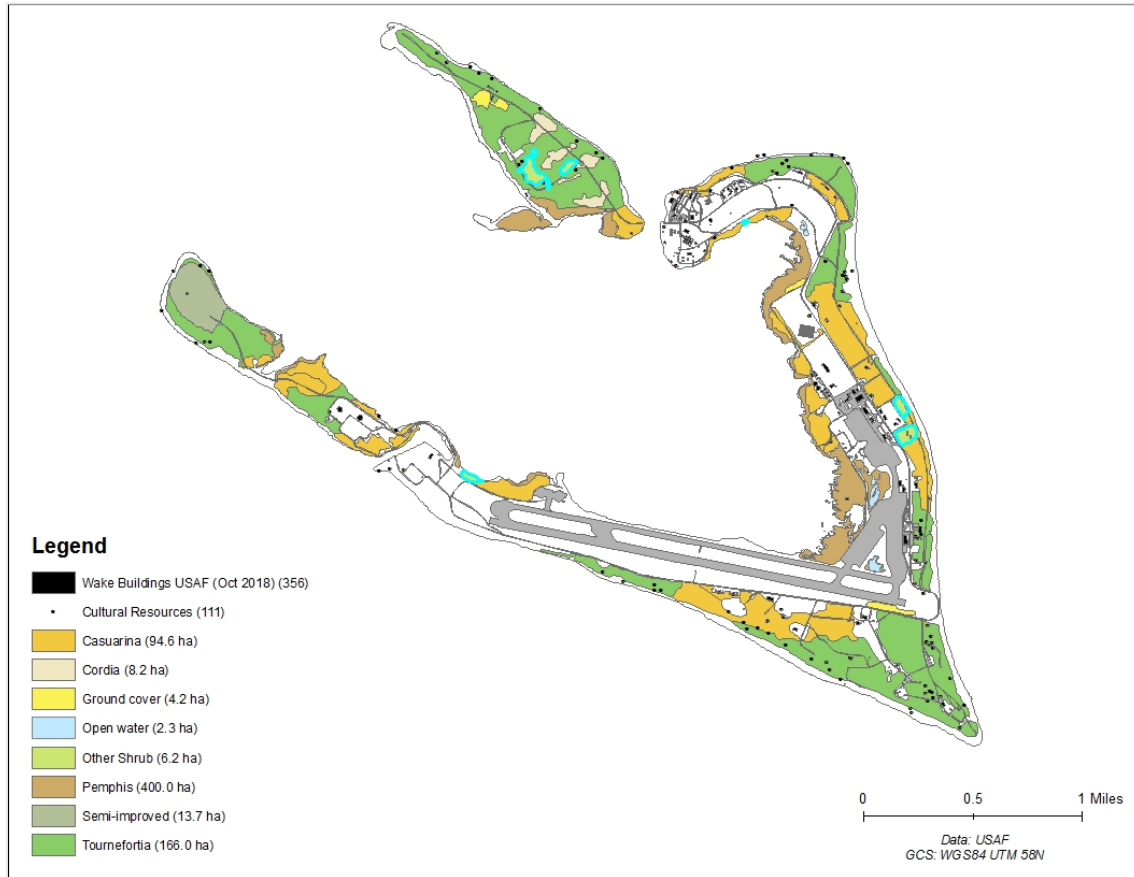 Legend
Wake Buildings USAF (Oct 2018) (356)
Cultural Resources (111)
Casuarina (94.6 ha)
Cordia (8.2 ha)
Ground cover (4.2 ha)
Open water (2.3 ha)
Other Shrub (6.2 ha)
Pemphis (400.0 ha)
Semi-improved (13.7 ha)
Tournefortia (166.0 ha)
0 0.5 1 Miles
Data: USAF
GCS: WGS84 UTM 58N